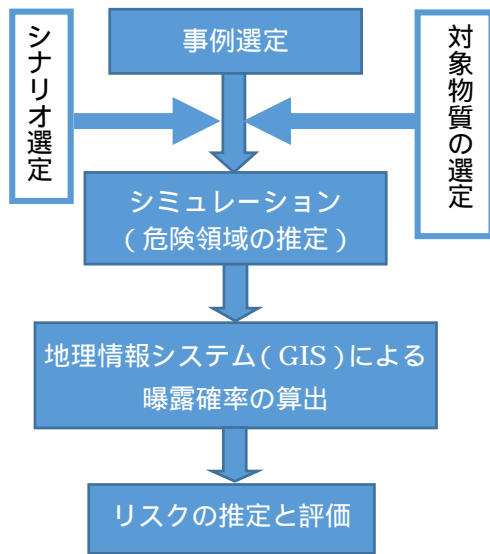 事例選定
シナリオ選定
対象物質の選定
シミュレーション
（危険領域の推定）
地理情報システム（GIS）による
曝露確率の算出
リスクの推定と評価